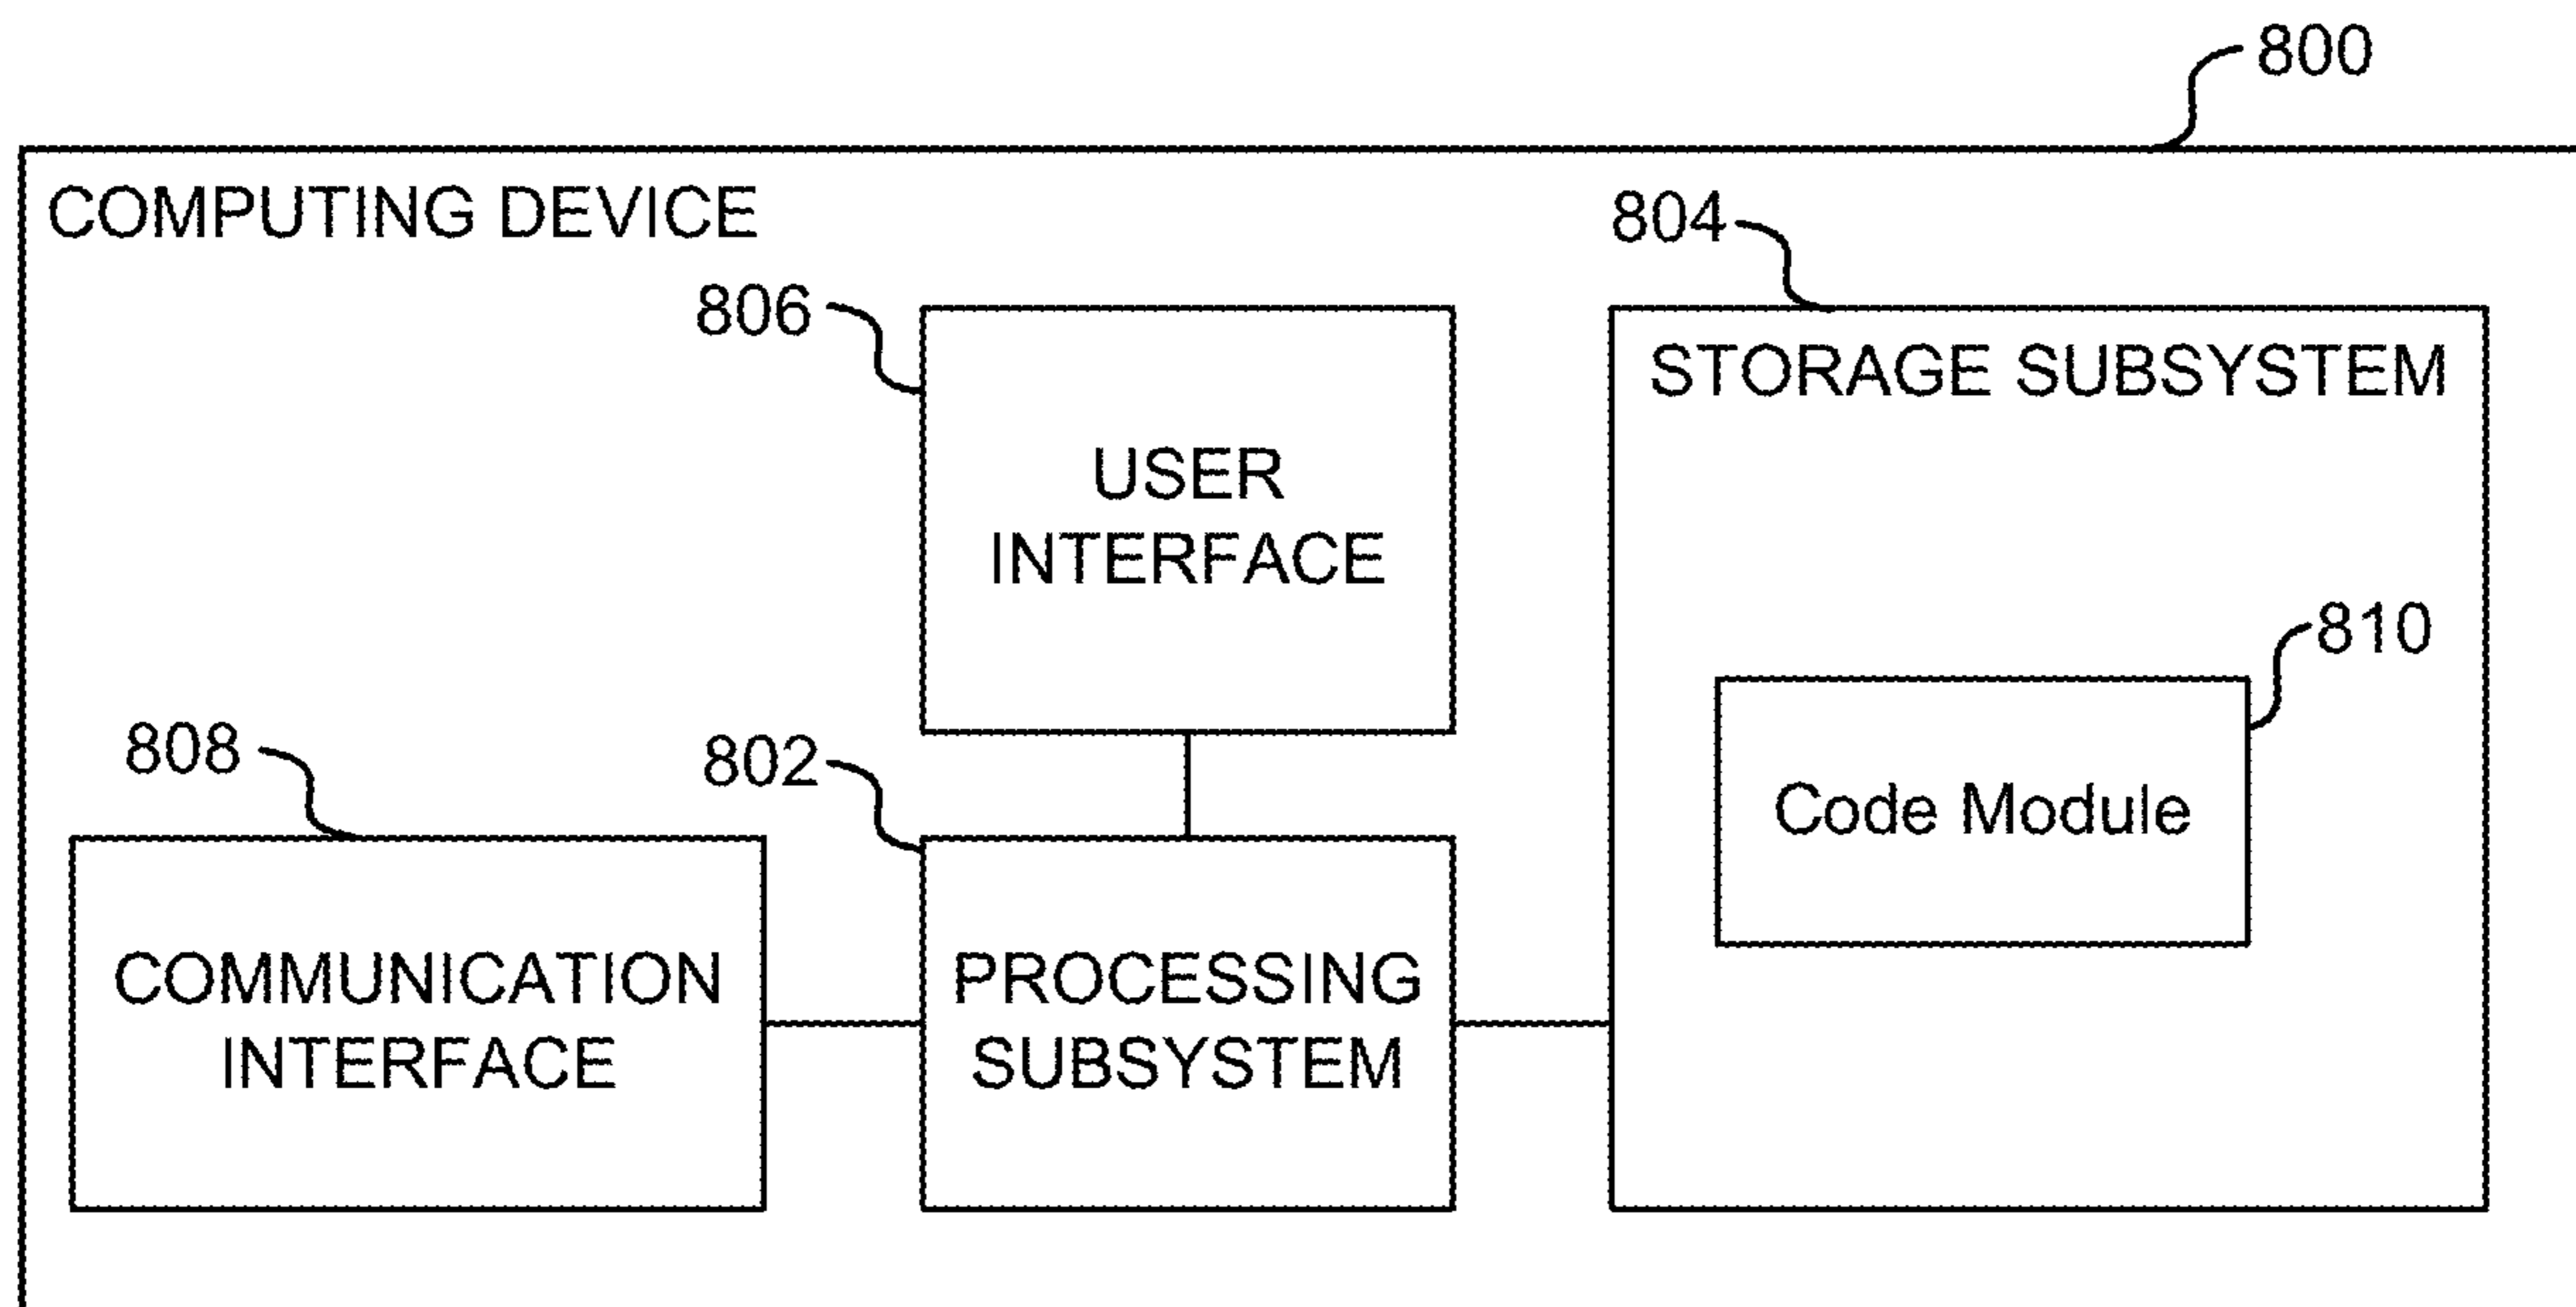 800
COMPUTING DEVICE
804
806
STORAGE SUBSYSTEM
USER
INTERFACE
810
808
802
Code Module
COMMUNICATION
INTERFACE
PROCESSING
SUBSYSTEM